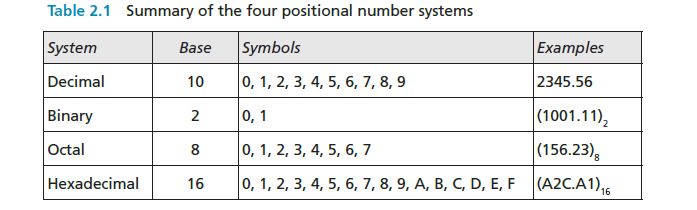 Table 2.1 Summary of the four positional number systems
System Base Symbols Examples
Decimal 10 0, 1, 2, 3, 4, 5, 6, 7, 8, 9 2345.56
Binary 2 0, 1 (1001.11)₂
Octal 8 0, 1, 2, 3, 4, 5, 6, 7 (156.23)₈
Hexadecimal 16 0, 1, 2, 3, 4, 5, 6, 7, 8, 9, A, B, C, D, E, F (A2C.A1)₁₆